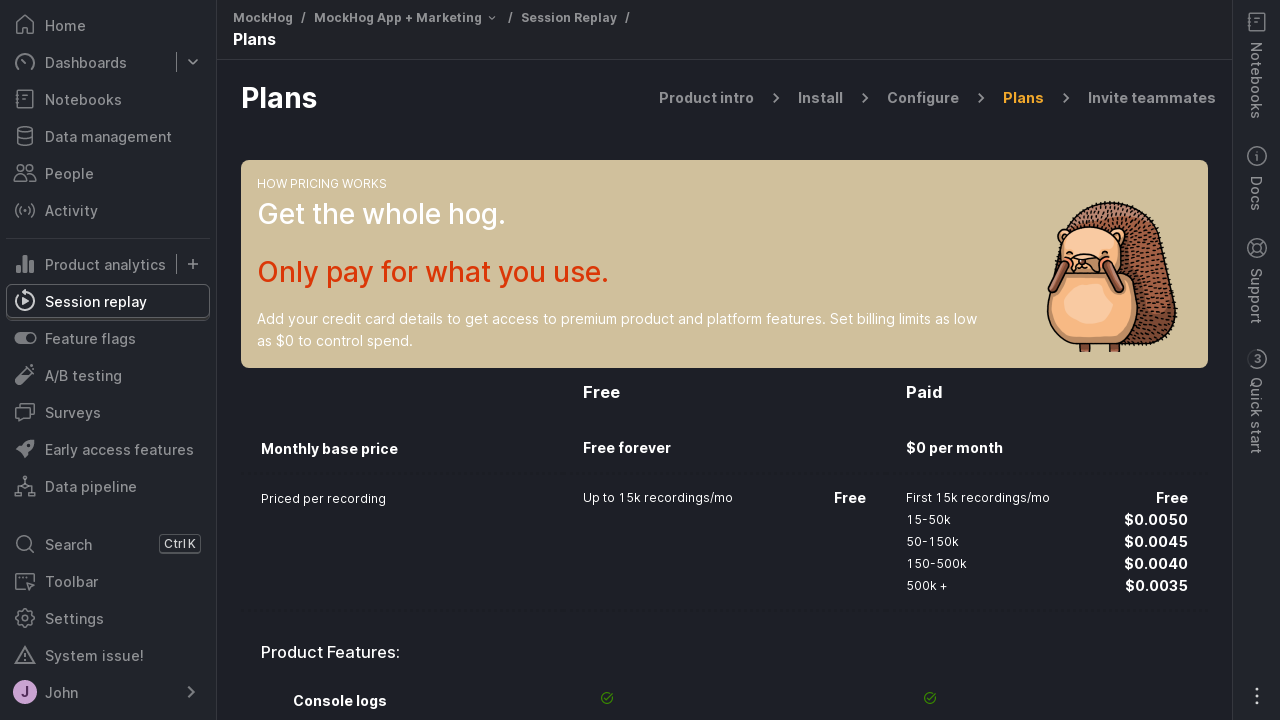 Home
Dashboards
Notebooks
Data management
People
Activity
Product analytics
Session replay
Feature flags
A/B testing
Surveys
Early access features
Data pipeline
Search Ctrl K
Toolbar
Settings
System issue!
J John
MockHog / MockHog App + Marketing / Session Replay /
Plans
Plans
Product intro Install Configure Plans Invite teammates
HOW PRICING WORKS
Get the whole hog.
Only pay for what you use.
Add your credit card details to get access to premium product and platform features. Set billing limits as low
as $0 to control spend.
Free Paid
Monthly base price Free forever $0 per month
Priced per recording Up to 15k recordings/mo Free First 15k recordings/mo Free
15-50k $0.0050
50-150k $0.0045
150-500k $0.0040
500k + $0.0035
Product Features:
Console logs
Notebooks
Docs
Support
3 Quick start